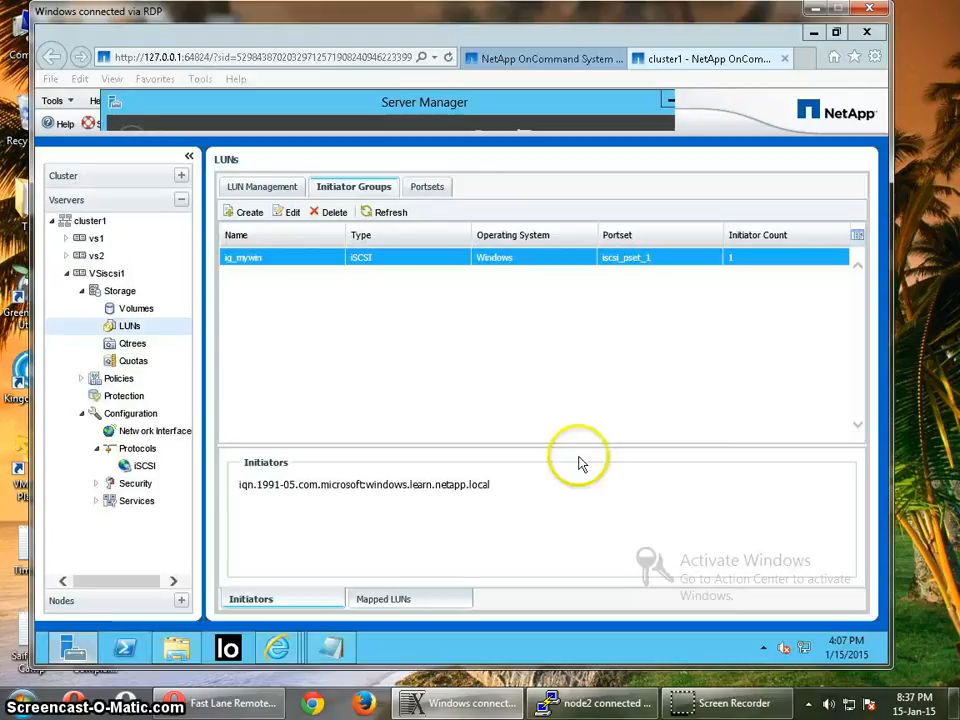 Windows connected via RDP
http://127.0.0.1:64824/?sid=52984387020329712571908240946223399
NetApp OnCommand System ...
cluster1 - NetApp OnCom...
File Edit View Favorites Tools Help
Tools He
Server Manager
Help S
NetApp
Recy
LUNs
Cluster
Vservers
LUN Management Initiator Groups Portsets
Create Edit Delete Refresh
cluster1
vs1
vs2
VSiscsi1
Storage
Volumes
LUNs
Qtrees
Quotas
Policies
Protection
Configuration
Network Interface
Protocols
iSCSI
Security
Services
Nodes
Name Type Operating System Portset Initiator Count
ig_mywin iSCSI Windows iscsi_pset_1 1
Initiators
iqn.1991-05.com.microsoft:windows.learn.netapp.local
Activate Windows
Go to Action Center to activate
Windows.
Initiators Mapped LUNs
4:07 PM
1/15/2015
Fast Lane Remote...
Windows connect...
node2 connected ...
Screen Recorder
8:37 PM
15-Jan-15
Screencast-O-Matic.com